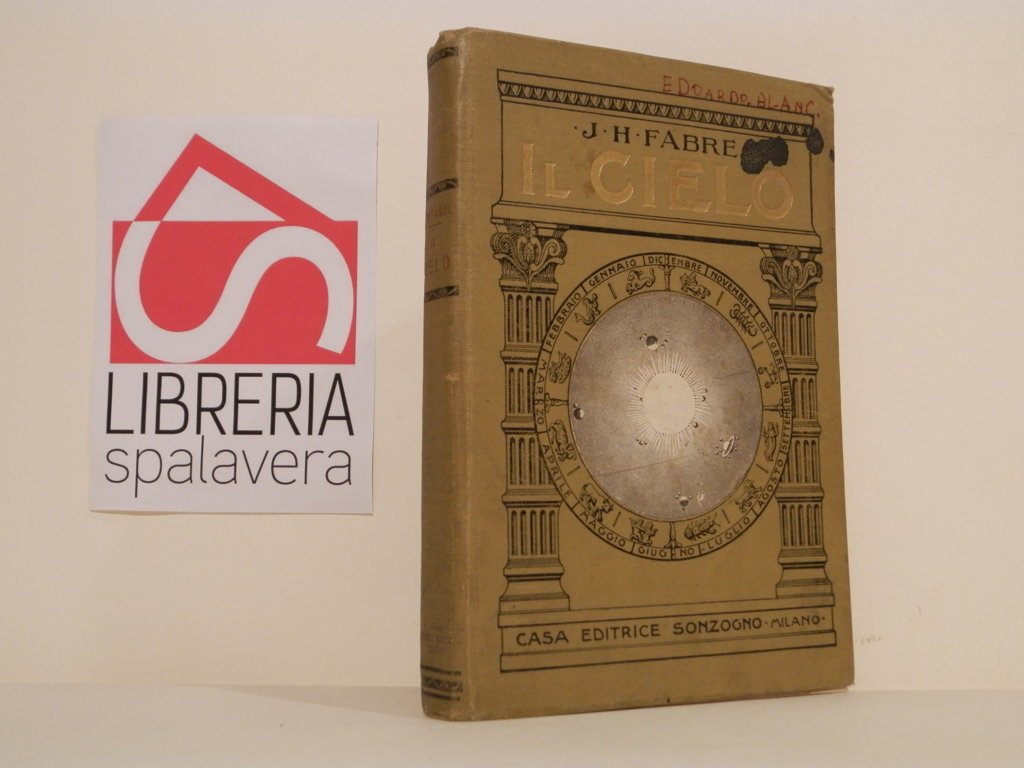 LIBRERIA
spalavera
EDOARDO BLANC
·J·H·FABRE
IL CIELO
GENNAIO
DICEMBRE
NOVEMBRE
OTTOBRE
SETTEMBRE
AGOSTO
LUGLIO
GIUGNO
MAGGIO
APRILE
MARZO
FEBBRAIO
CASA EDITRICE SONZOGNO·MILANO·